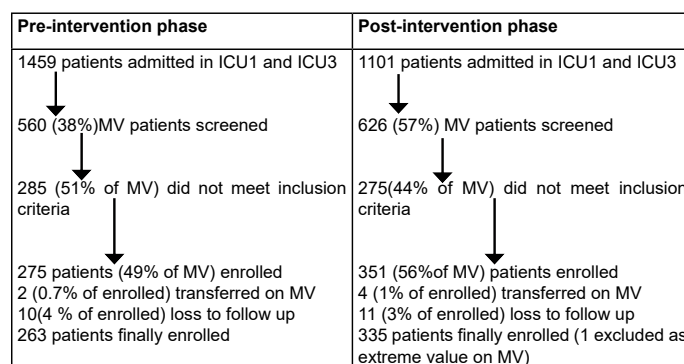 Pre-intervention phase
1459 patients admitted in ICU1 and ICU3
560 (38%)MV patients screened
285 (51% of MV) did not meet inclusion
criteria
275 patients (49% of MV) enrolled
2 (0.7% of enrolled) transferred on MV
10(4 % of enrolled) loss to follow up
263 patients finally enrolled
Post-intervention phase
1101 patients admitted in ICU1 and ICU3
626 (57%) MV patients screened
275(44% of MV) did not meet inclusion
criteria
351 (56%of MV) patients enrolled
4 (1% of enrolled) transferred on MV
11 (3% of enrolled) loss to follow up
335 patients finally enrolled (1 excluded as
extreme value on MV)